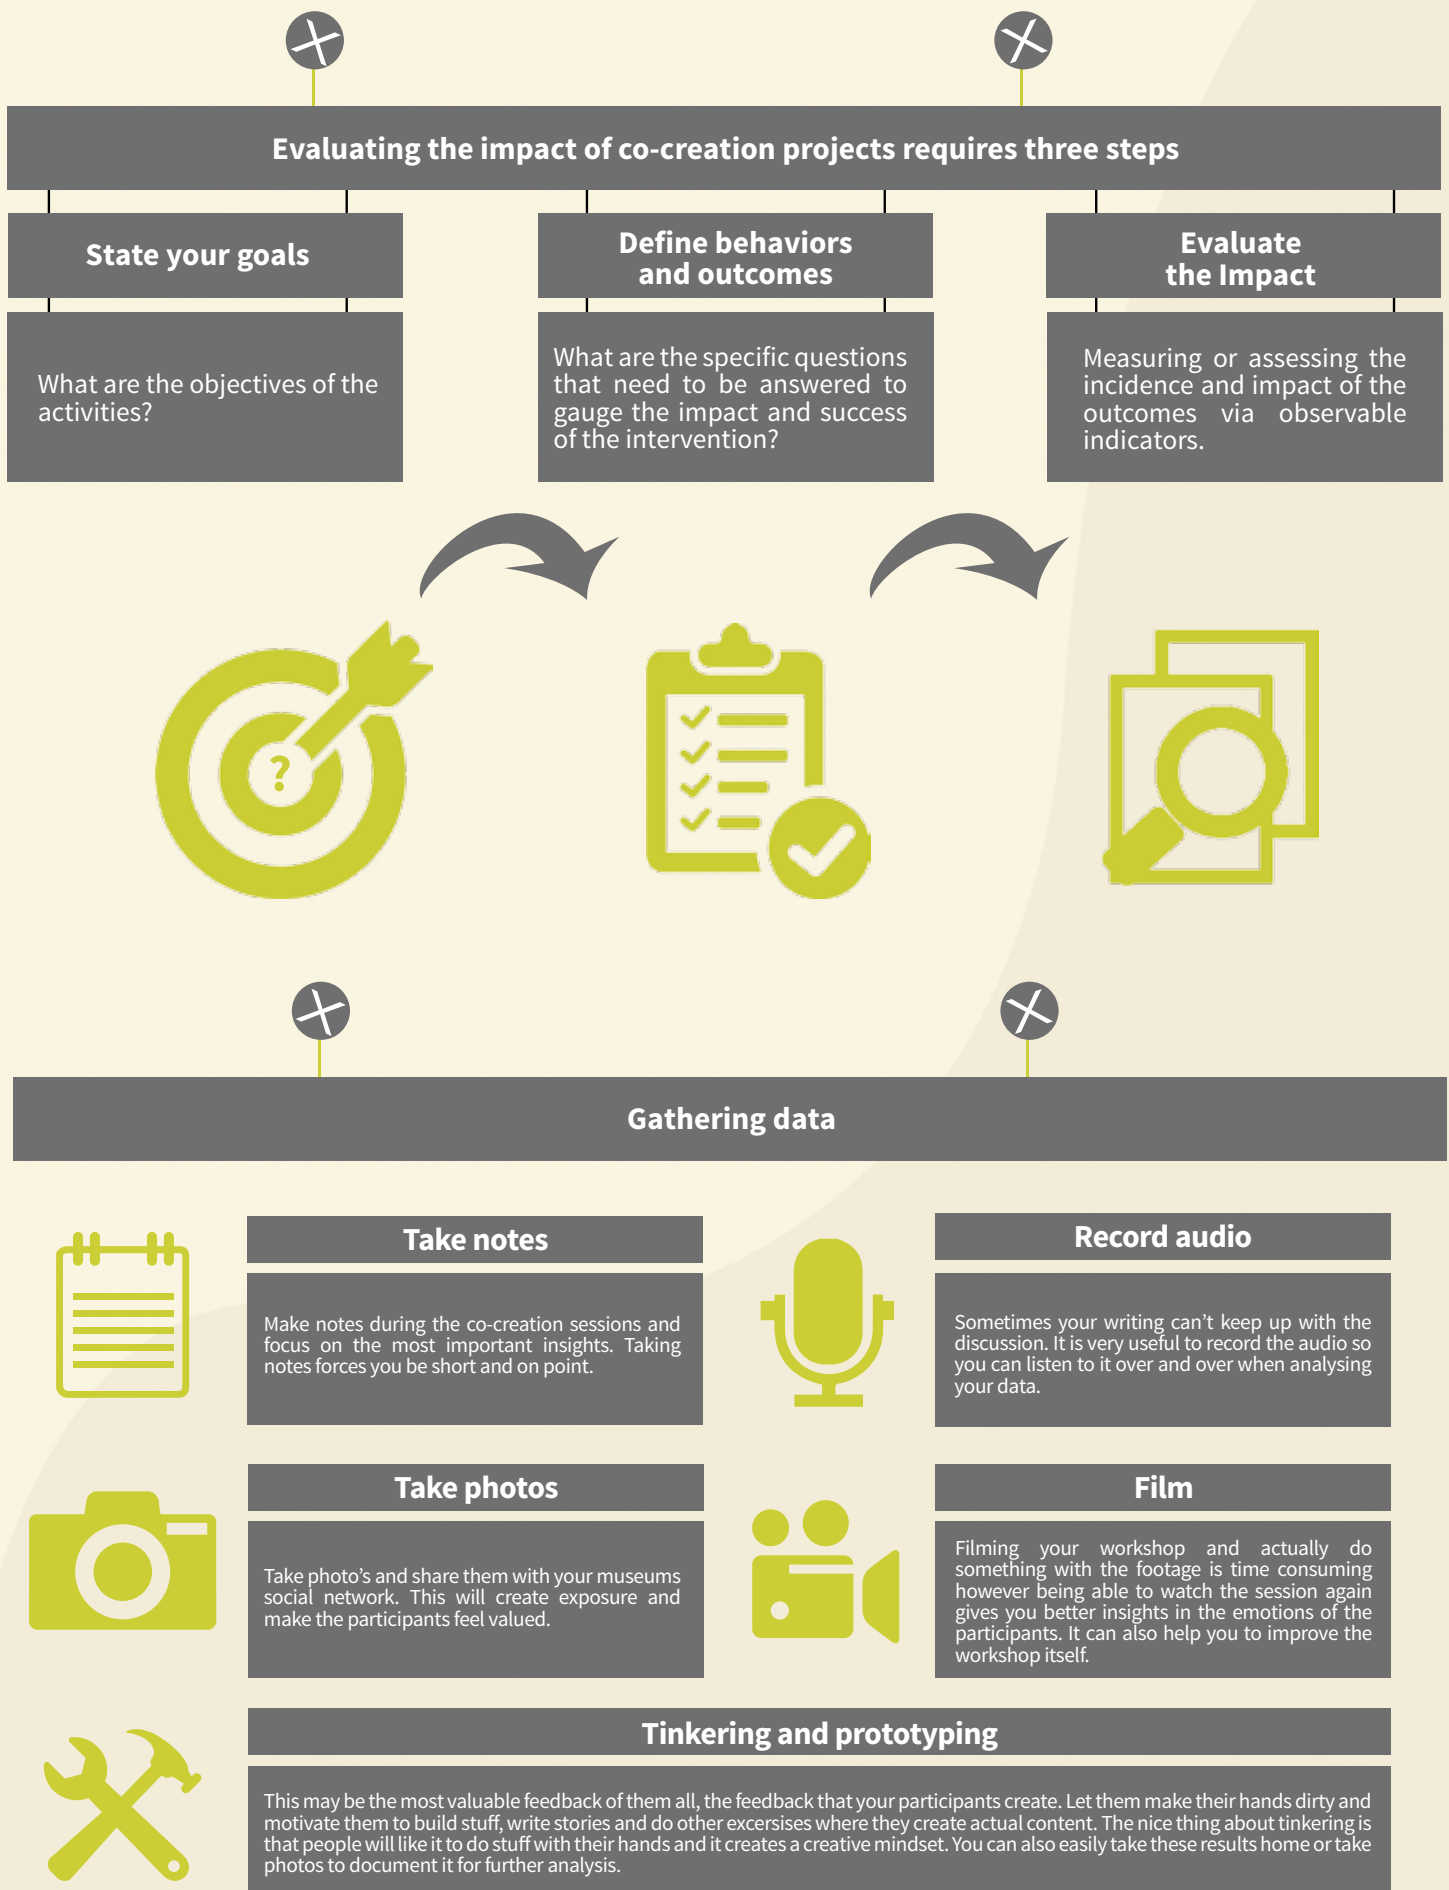 Evaluating the impact of co-creation projects requires three steps
State your goals
What are the objectives of the
activities?
Define behaviors
and outcomes
What are the specific questions
that need to be answered to
gauge the impact and success
of the intervention?
Evaluate
the Impact
Measuring or assessing the
incidence and impact of the
outcomes via observable
indicators.
?
Gathering data
Take notes
Make notes during the co-creation sessions and
focus on the most important insights. Taking
notes forces you be short and on point.
Record audio
Sometimes your writing can't keep up with the
discussion. It is very useful to record the audio so
you can listen to it over and over when analysing
your data.
Take photos
Take photo's and share them with your museums
social network. This will create exposure and
make the participants feel valued.
Film
Filming your workshop and actually do
something with the footage is time consuming
however being able to watch the session again
gives you better insights in the emotions of the
participants. It can also help you to improve the
workshop itself.
Tinkering and prototyping
This may be the most valuable feedback of them all, the feedback that your participants create. Let them make their hands dirty and
motivate them to build stuff, write stories and do other excersises where they create actual content. The nice thing about tinkering is
that people will like it to do stuff with their hands and it creates a creative mindset. You can also easily take these results home or take
photos to document it for further analysis.